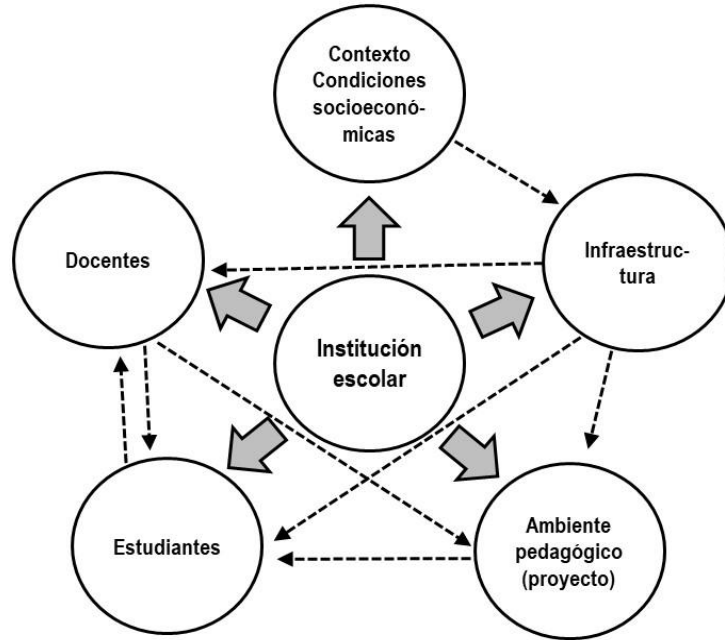 Contexto
Condiciones
socioeconó-
micas
Docentes
Infraestruc-
tura
Institución
escolar
Estudiantes
Ambiente
pedagógico
(proyecto)